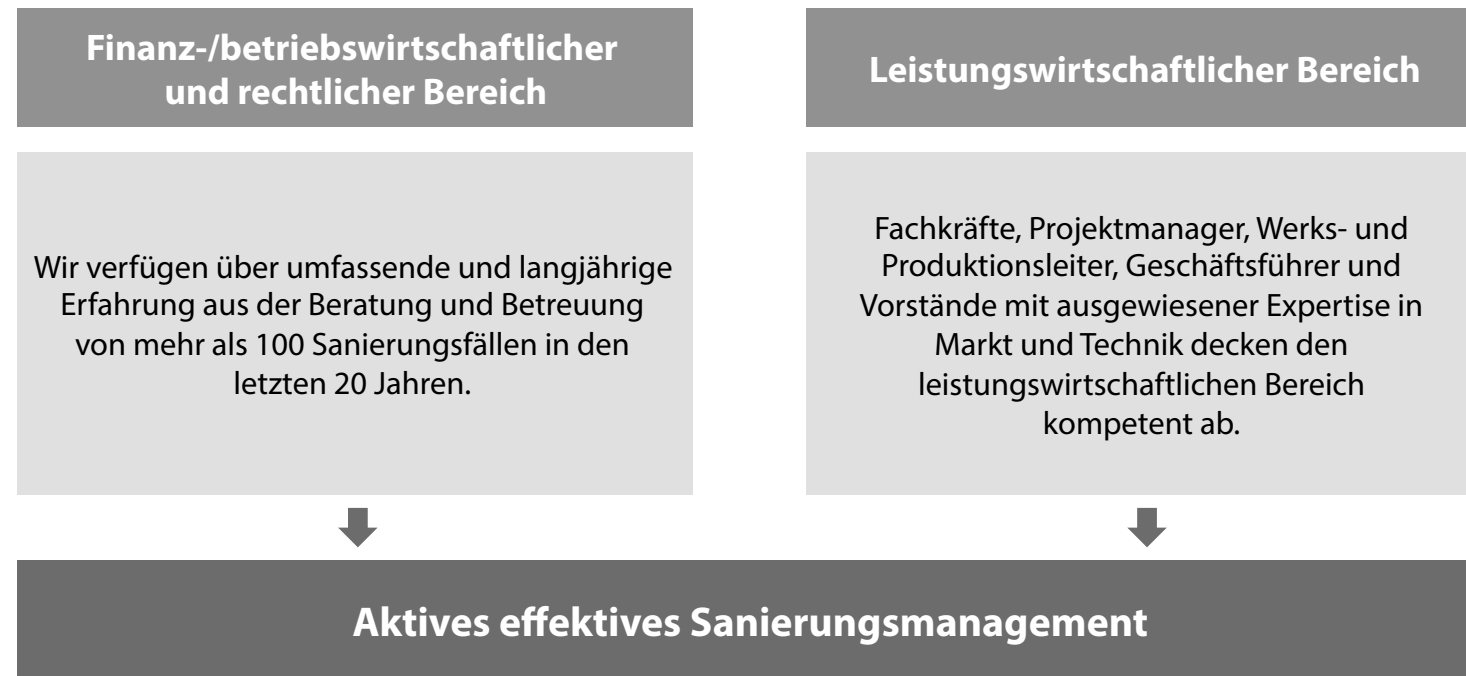 Finanz-/betriebswirtschaftlicher
und rechtlicher Bereich
Wir verfügen über umfassende und langjährige
Erfahrung aus der Beratung und Betreuung
von mehr als 100 Sanierungsfällen in den
letzten 20 Jahren.
Leistungswirtschaftlicher Bereich
Fachkräfte, Projektmanager, Werks- und
Produktionsleiter, Geschäftsführer und
Vorstände mit ausgewiesener Expertise in
Markt und Technik decken den
leistungswirtschaftlichen Bereich
kompetent ab.
Aktives effektives Sanierungsmanagement